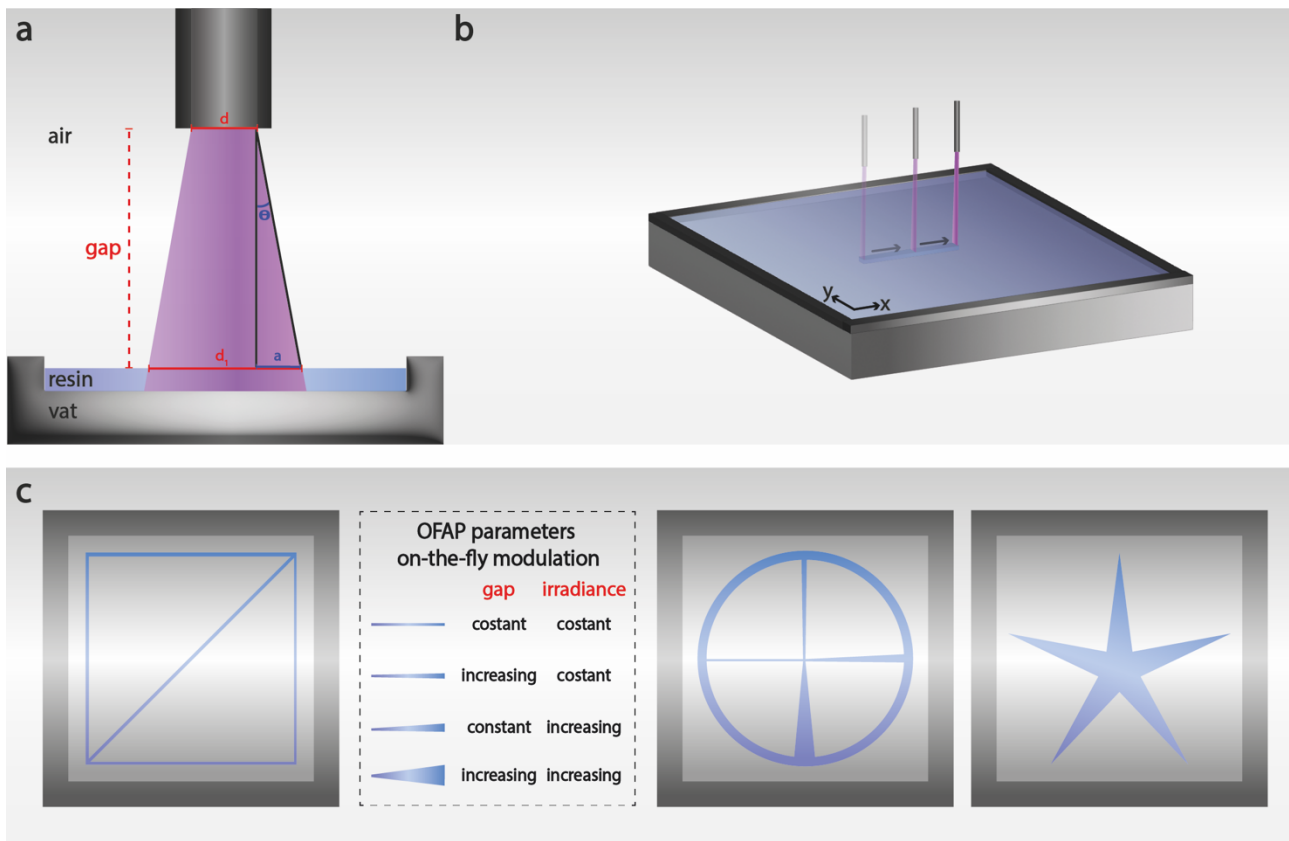 a
d
air
Θ
gap
d₁
a
resin
vat
b
y
x
c
OFAP parameters
on-the-fly modulation
gap irradiance
costant costant
increasing costant
constant increasing
increasing increasing